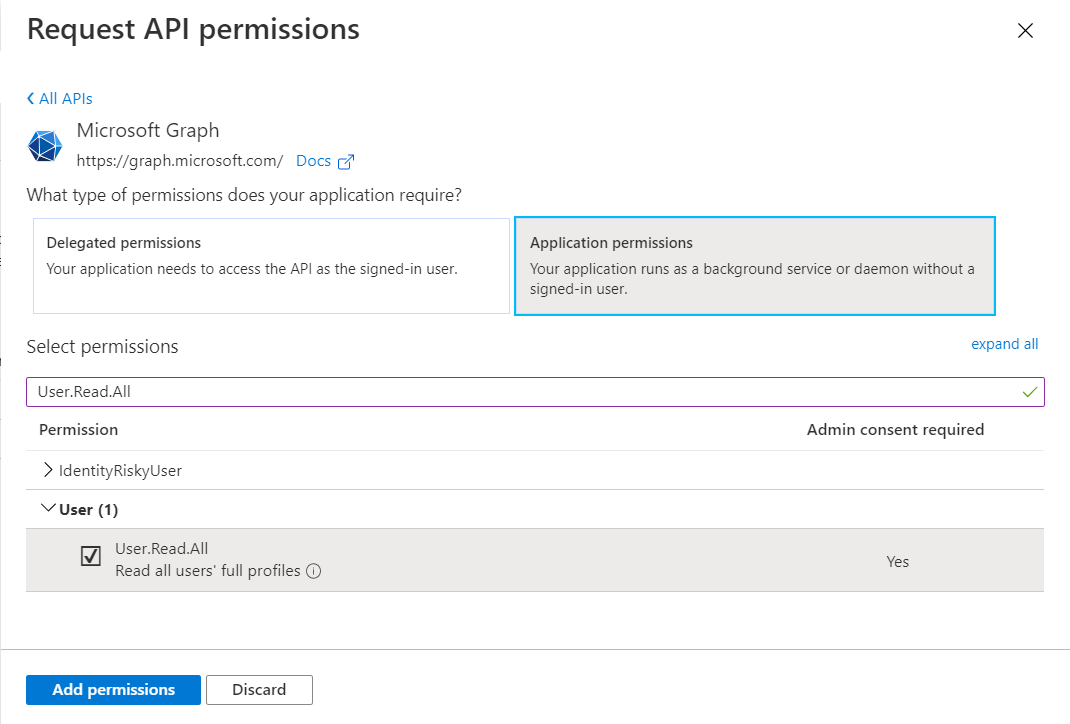 Request API permissions
All APIs
Microsoft Graph
https://graph.microsoft.com/ Docs
What type of permissions does your application require?
Delegated permissions
Your application needs to access the API as the signed-in user.
Application permissions
Your application runs as a background service or daemon without a
signed-in user.
Select permissions
expand all
User.Read.All
Permission
Admin consent required
IdentityRiskyUser
User (1)
User.Read.All
Read all users' full profiles
Yes
Add permissions
Discard